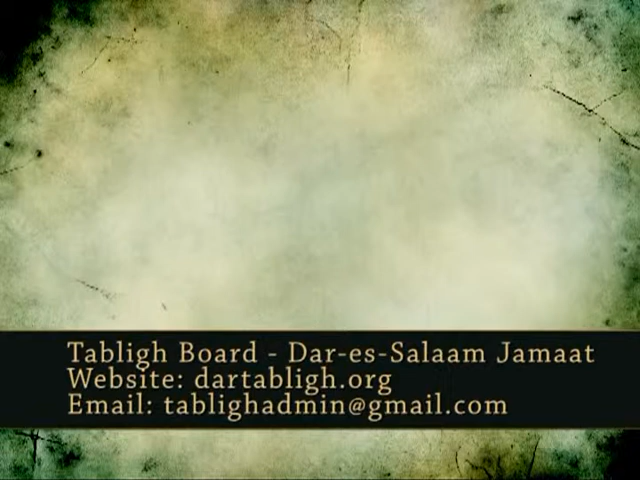 Tabligh Board - Dar-es-Salaam Jamaat
Website: dartabligh.org
Email: tablighadmin@gmail.com